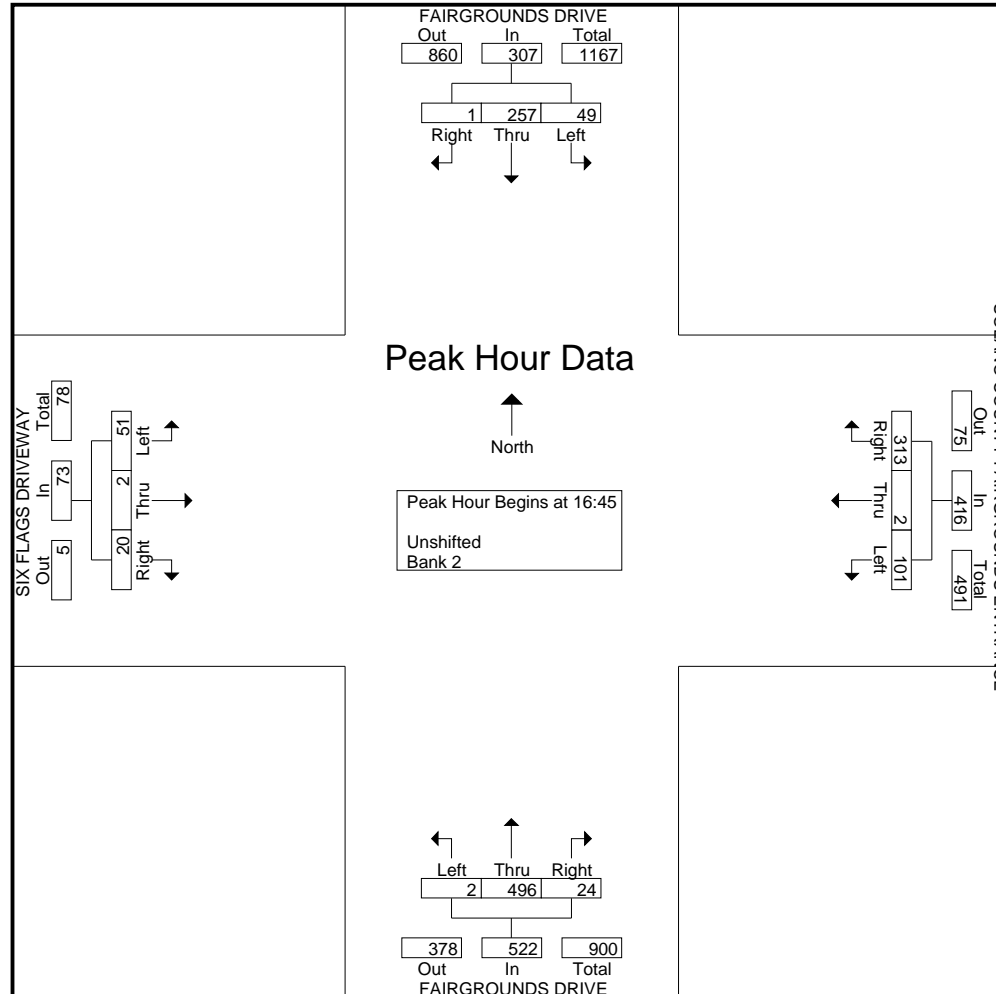 FAIRGROUNDS DRIVE
Out In Total
860 307 1167
1 257 49
Right Thru Left
Peak Hour Data
North
Peak Hour Begins at 16:45
Unshifted
Bank 2
SIX FLAGS DRIVEWAY
Out In Total
5 73 78
20 2 51
Right Thru Left
Out In Total
75 416 491
313 2 101
Right Thru Left
Left Thru Right
2 496 24
378 522 900
Out In Total
FAIRGROUNDS DRIVE